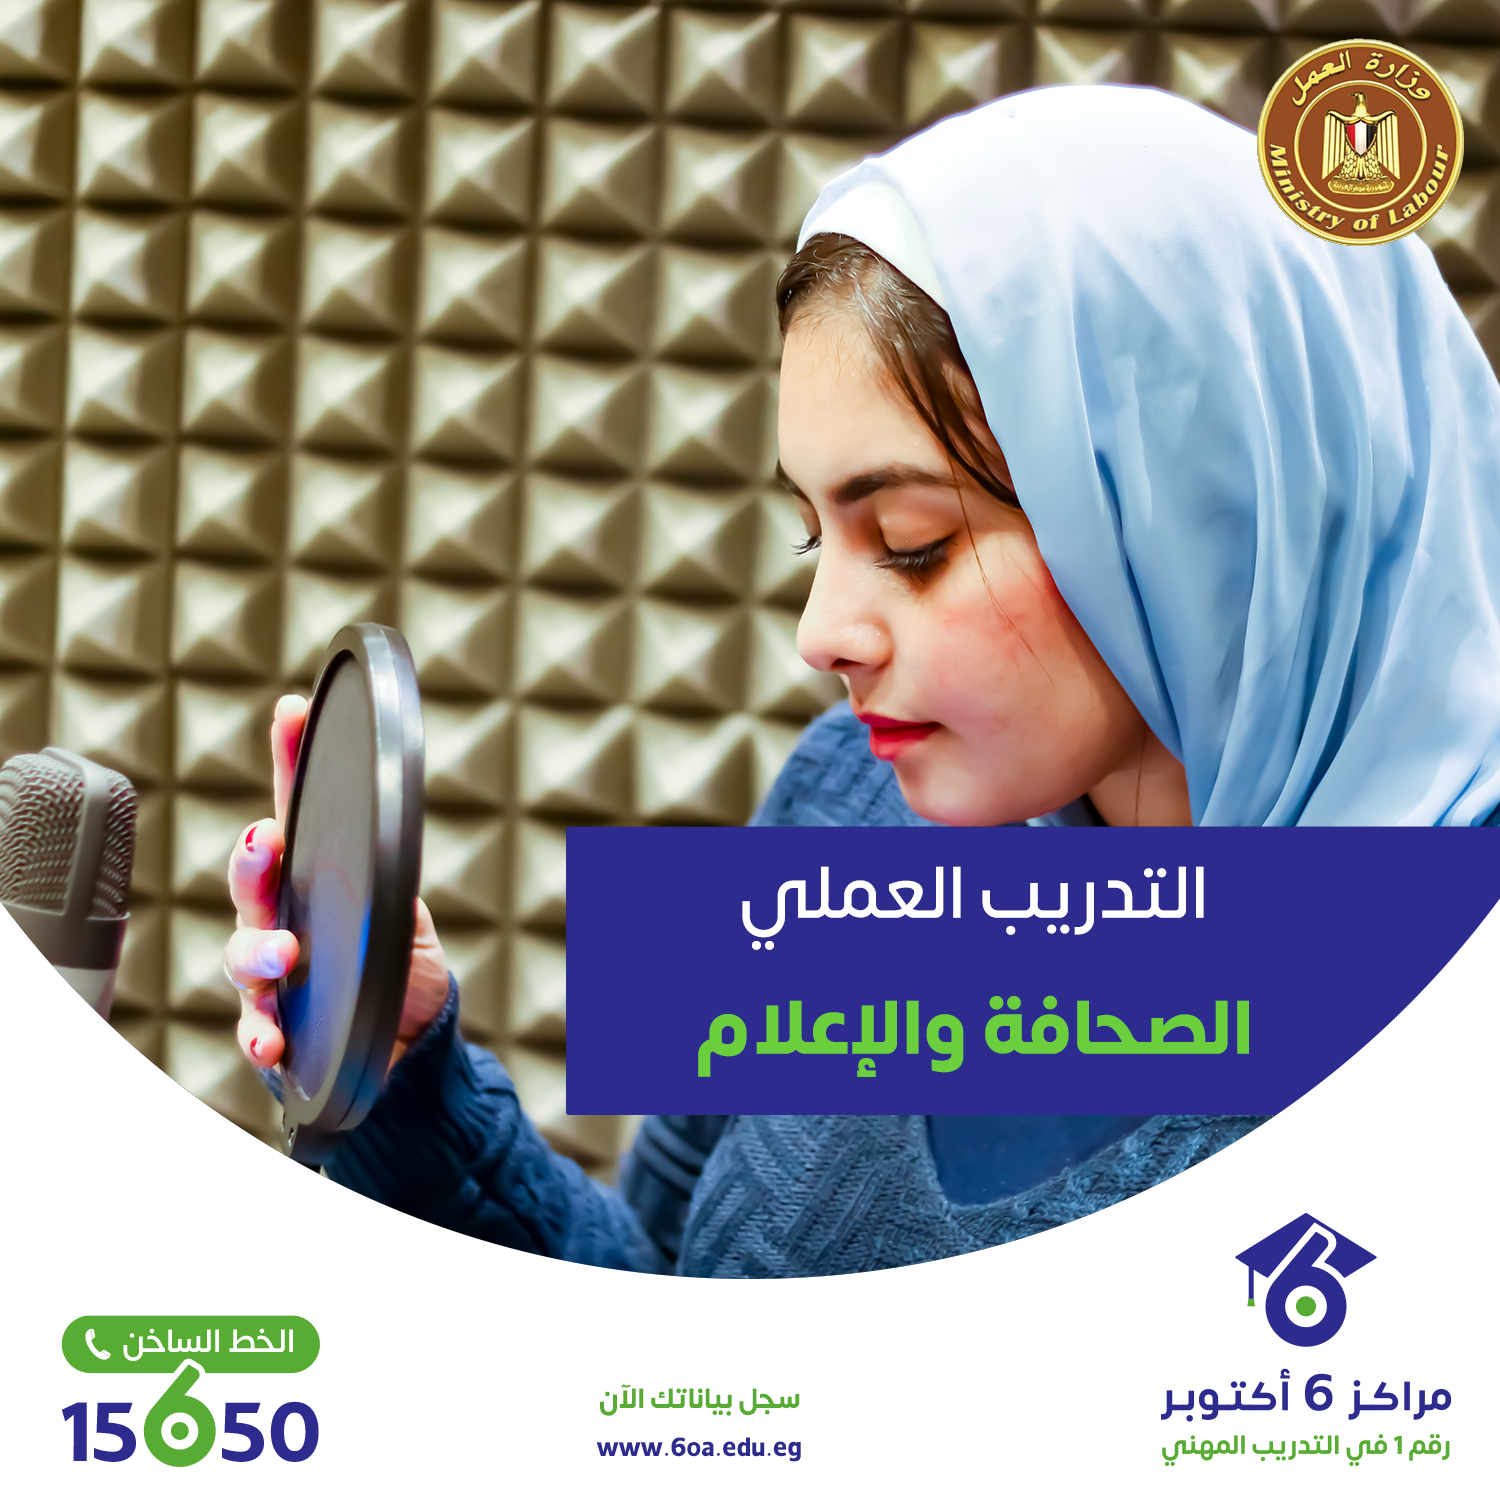 وزارة العمل
Ministry of Labour
التدريب العملي
الصحافة والإعلام
الخط الساخن
15650
سجل بياناتك الآن
www.6oa.edu.eg
6
مراكز 6 أكتوبر
رقم 1 في التدريب المهني